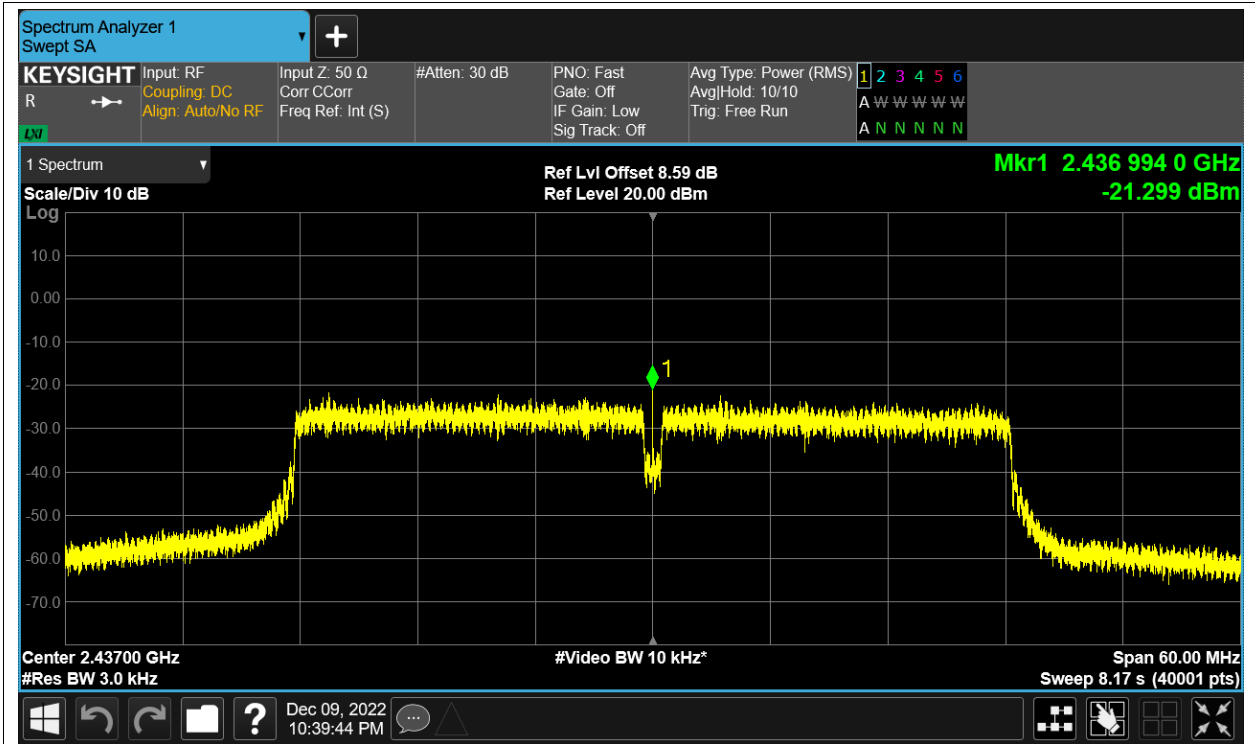 Spectrum Analyzer 1
Swept SA
KEYSIGHT
R
LXI
Input: RF
Coupling: DC
Align: Auto/No RF
Input Z: 50 Ω
Corr CCorr
Freq Ref: Int (S)
#Atten: 30 dB
PNO: Fast
Gate: Off
IF Gain: Low
Sig Track: Off
Avg Type: Power (RMS)
Avg|Hold: 10/10
Trig: Free Run
1 2 3 4 5 6
A W W W W W
A N N N N N
1 Spectrum
Scale/Div 10 dB
Log
Ref Lvl Offset 8.59 dB
Ref Level 20.00 dBm
Mkr1 2.436 994 0 GHz
-21.299 dBm
10.0
0.00
-10.0
1
-20.0
-30.0
-40.0
-50.0
-60.0
-70.0
Center 2.43700 GHz
#Res BW 3.0 kHz
#Video BW 10 kHz*
Span 60.00 MHz
Sweep 8.17 s (40001 pts)
?
Dec 09, 2022
10:39:44 PM